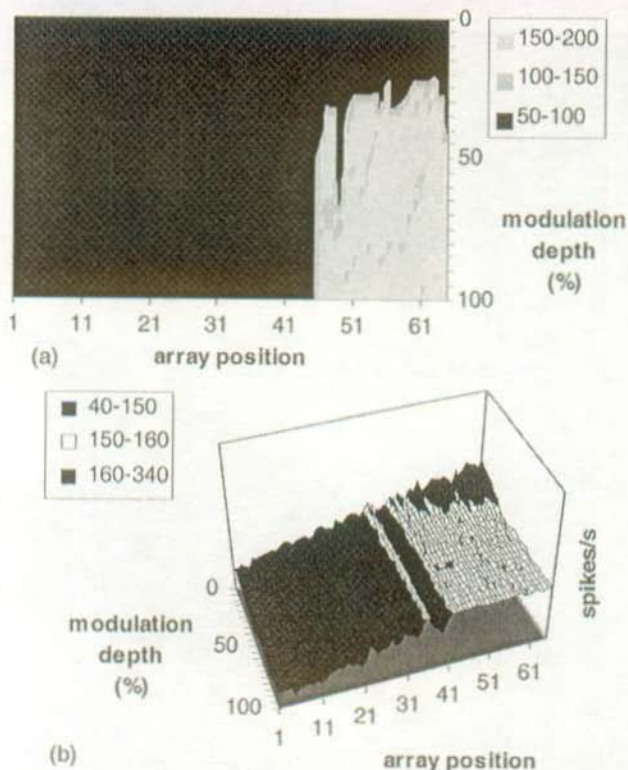 0
150-200
100-150
50-100
50
modulation
depth
(%)
100
1 11 21 31 41 51 61
(a) array position
40-150
150-160
160-340
0
modulation
depth
(%)
50
100
spikes/s
1 11 21 31 41 51 61
(b) array position